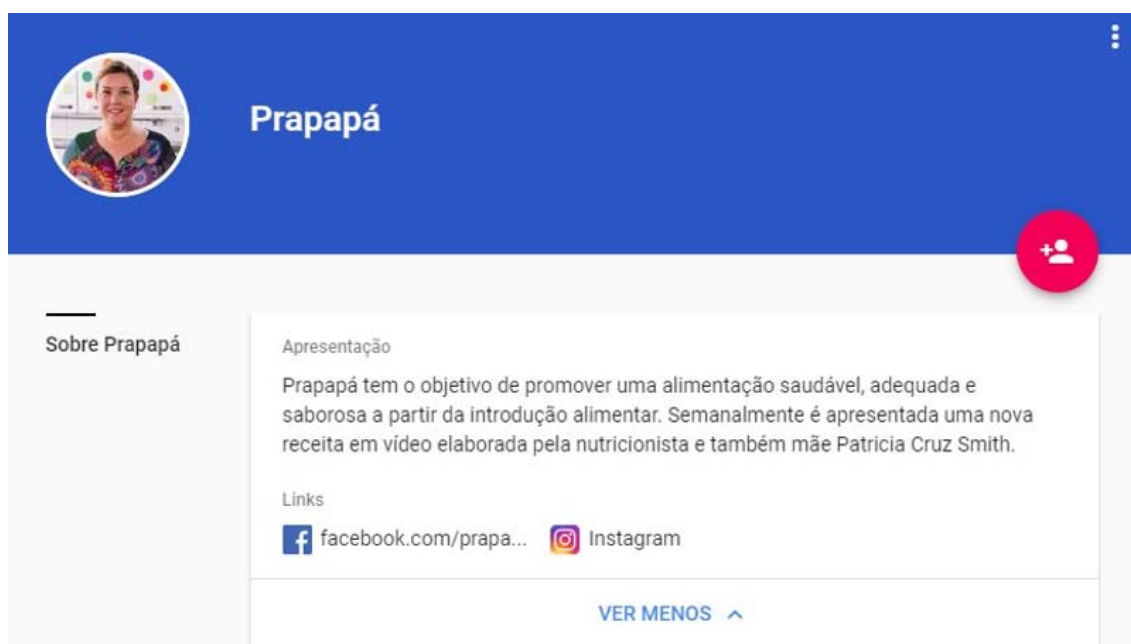 Prapapá
Sobre Prapapá
Apresentação
Prapapá tem o objetivo de promover uma alimentação saudável, adequada e
saborosa a partir da introdução alimentar. Semanalmente é apresentada uma nova
receita em vídeo elaborada pela nutricionista e também mãe Patricia Cruz Smith.
Links
facebook.com/prapa... Instagram
VER MENOS